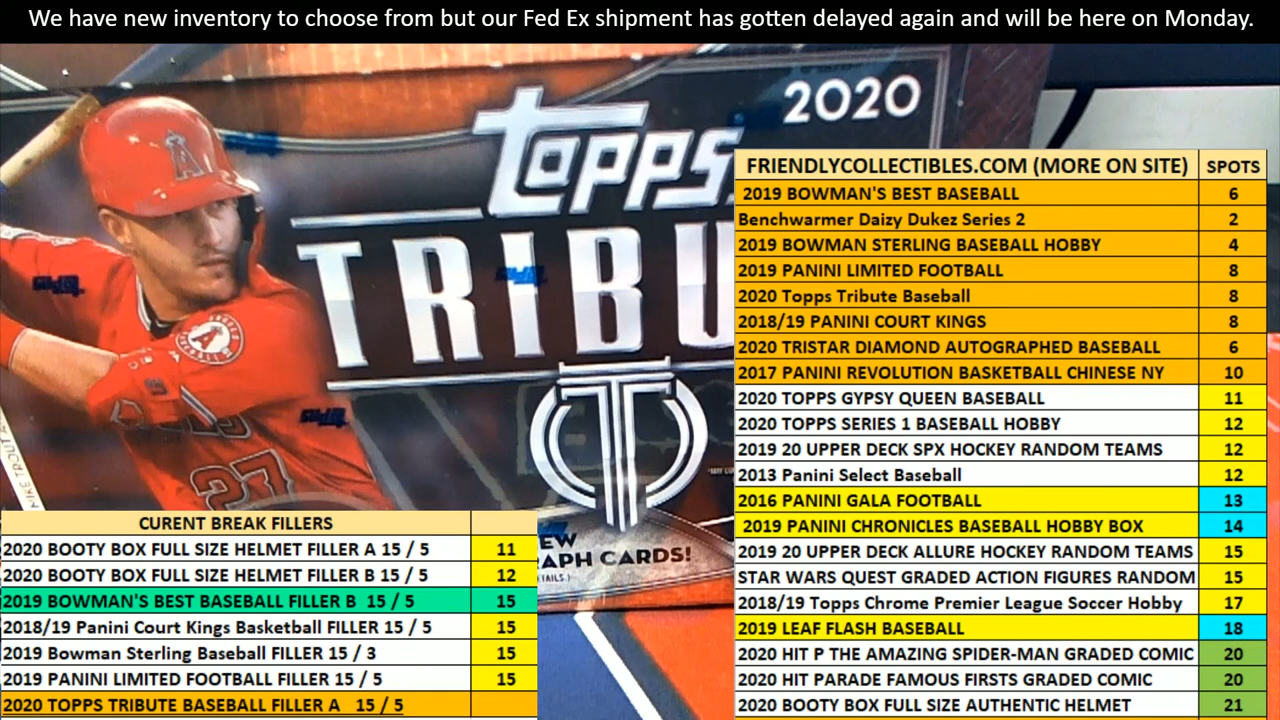 We have new inventory to choose from but our Fed Ex shipment has gotten delayed again and will be here on Monday.
2020
topps
TRIBU
A
A
27
MIKE TROUT
EW
APH CARDS!
FRIENDLYCOLLECTIBLES.COM (MORE ON SITE) SPOTS
2019 BOWMAN'S BEST BASEBALL 6
Benchwarmer Daizy Dukez Series 2 2
2019 BOWMAN STERLING BASEBALL HOBBY 4
2019 PANINI LIMITED FOOTBALL 8
2020 Topps Tribute Baseball 8
2018/19 PANINI COURT KINGS 8
2020 TRISTAR DIAMOND AUTOGRAPHED BASEBALL 6
2017 PANINI REVOLUTION BASKETBALL CHINESE NY 10
2020 TOPPS GYPSY QUEEN BASEBALL 11
2020 TOPPS SERIES 1 BASEBALL HOBBY 12
2019 20 UPPER DECK SPX HOCKEY RANDOM TEAMS 12
2013 Panini Select Baseball 12
2016 PANINI GALA FOOTBALL 13
2019 PANINI CHRONICLES BASEBALL HOBBY BOX 14
2019 20 UPPER DECK ALLURE HOCKEY RANDOM TEAMS 15
STAR WARS QUEST GRADED ACTION FIGURES RANDOM 15
2018/19 Topps Chrome Premier League Soccer Hobby 17
2019 LEAF FLASH BASEBALL 18
2020 HIT P THE AMAZING SPIDER-MAN GRADED COMIC 20
2020 HIT PARADE FAMOUS FIRSTS GRADED COMIC 20
2020 BOOTY BOX FULL SIZE AUTHENTIC HELMET 21
CURENT BREAK FILLERS
2020 BOOTY BOX FULL SIZE HELMET FILLER A 15 / 5 11
2020 BOOTY BOX FULL SIZE HELMET FILLER B 15 / 5 12
2019 BOWMAN'S BEST BASEBALL FILLER B 15 / 5 15
2018/19 Panini Court Kings Basketball FILLER 15 / 5 15
2019 Bowman Sterling Baseball FILLER 15 / 3 15
2019 PANINI LIMITED FOOTBALL FILLER 15 / 5 15
2020 TOPPS TRIBUTE BASEBALL FILLER A 15 / 5